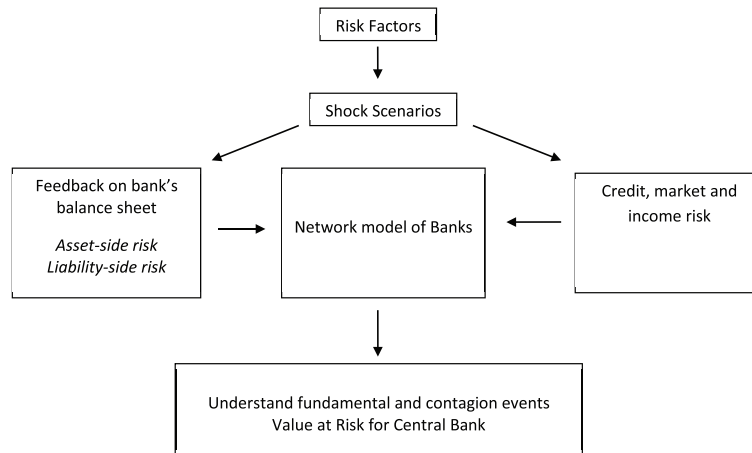 Risk Factors
Shock Scenarios
Feedback on bank’s
balance sheet
Asset-side risk
Liability-side risk
Network model of Banks
Credit, market and
income risk
Understand fundamental and contagion events
Value at Risk for Central Bank